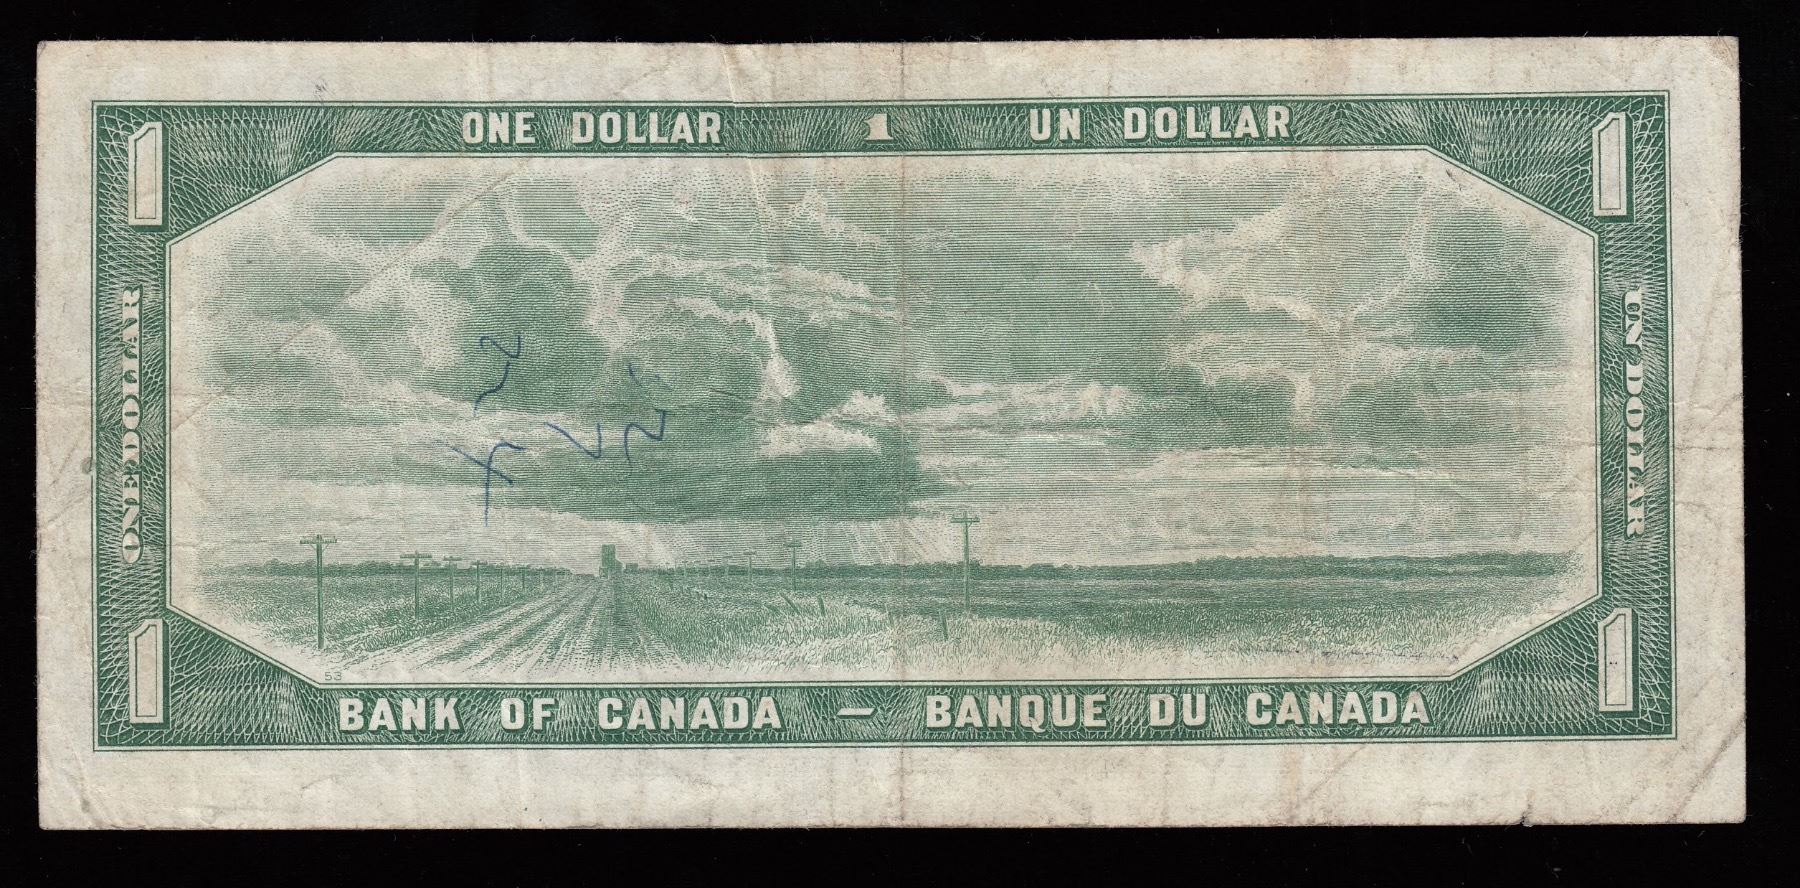 ONE DOLLAR 1 UN DOLLAR
1 1
ONE DOLLAR
UN DOLLAR
1 1
53
BANK OF CANADA – BANQUE DU CANADA